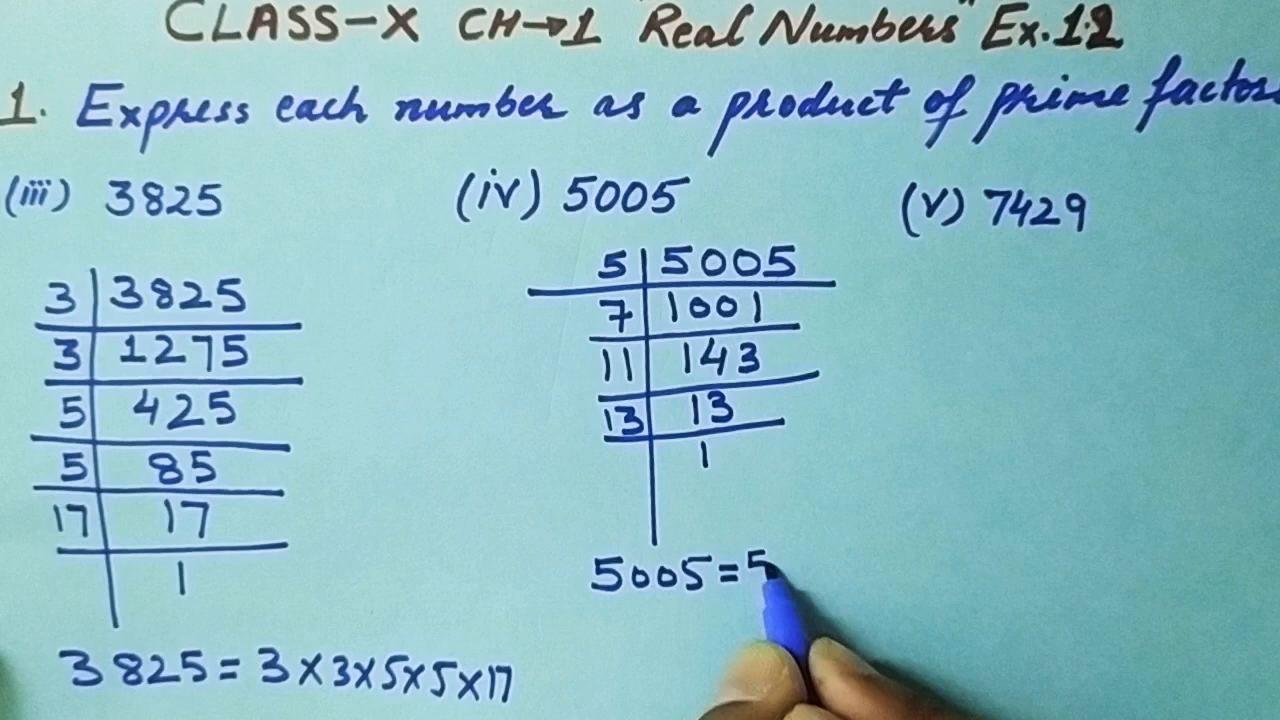 CLASS-X CH→1 "Real Numbers" Ex.1.2
1. Express each number as a product of prime factors
(iii) 3825
(iv) 5005
(v) 7429
3 | 3825
3 | 1275
5 | 425
5 | 85
17 | 17
1
3825 = 3 × 3 × 5 × 5 × 17
5 | 5005
7 | 1001
11 | 143
13 | 13
1
5005 = 5